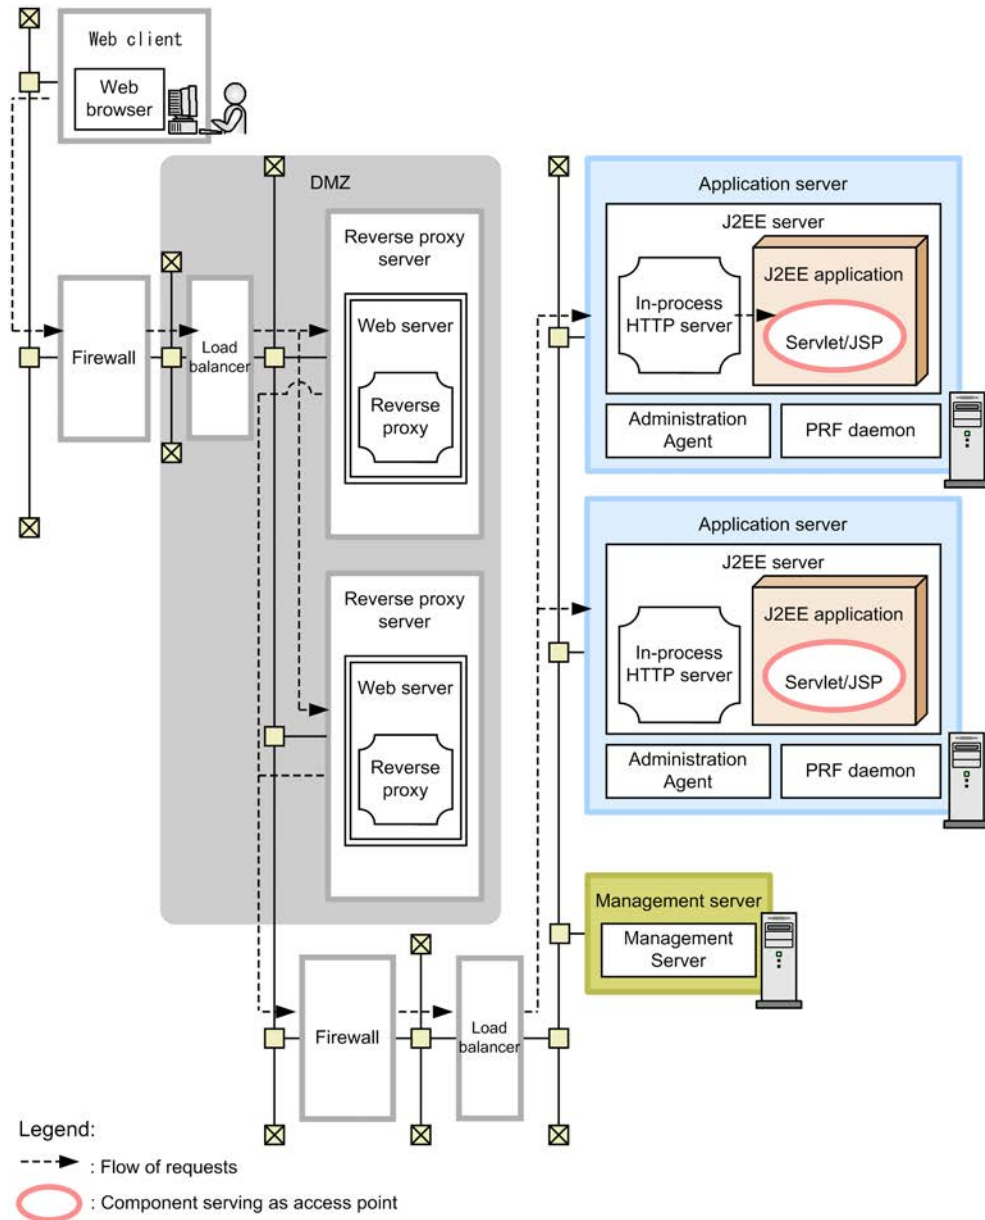 Web client
Web
browser
DMZ
Firewall
Load
balancer
Reverse proxy
server
Web server
Reverse
proxy
Reverse proxy
server
Web server
Reverse
proxy
Application server
J2EE server
In-process
HTTP server
J2EE application
Servlet/JSP
Administration
Agent
PRF daemon
Application server
J2EE server
In-process
HTTP server
J2EE application
Servlet/JSP
Administration
Agent
PRF daemon
Management server
Management
Server
Firewall
Load
balancer
Legend:
: Flow of requests
: Component serving as access point